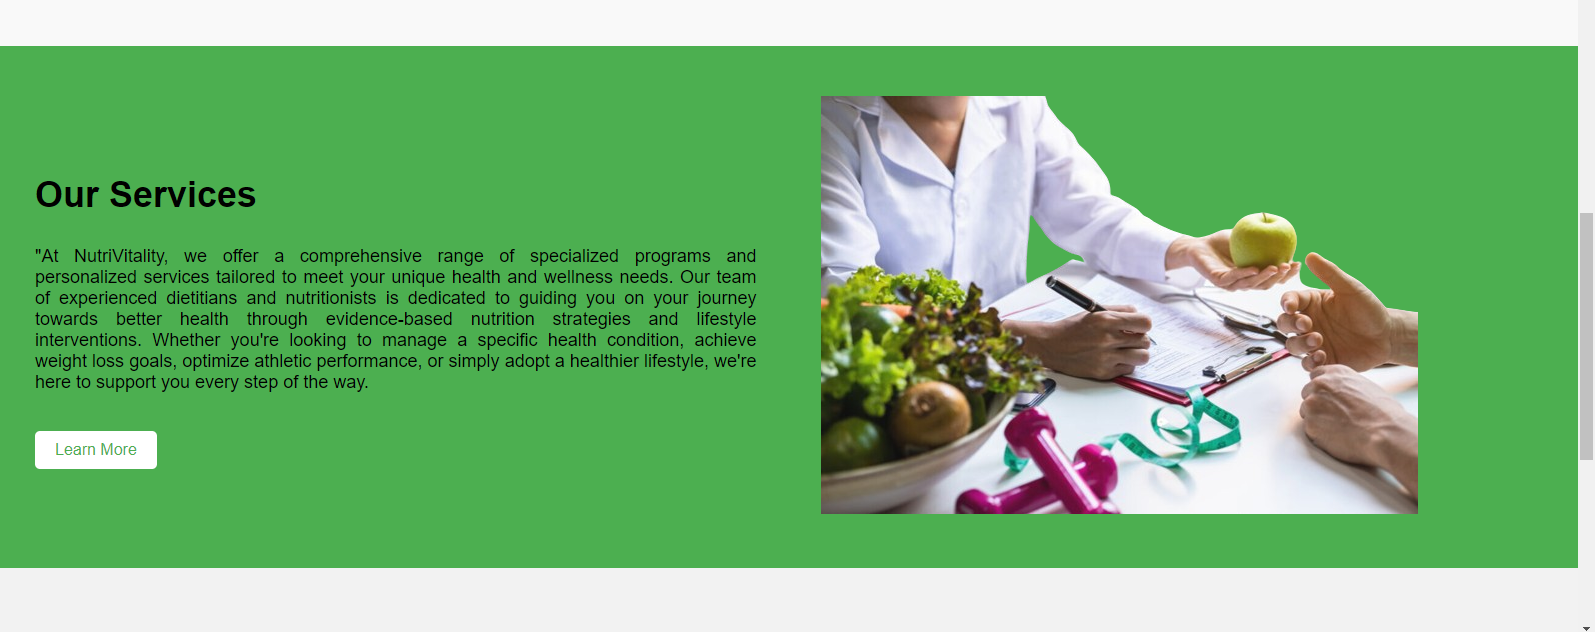 Our Services
"At NutriVitality, we offer a comprehensive range of specialized programs and
personalized services tailored to meet your unique health and wellness needs. Our team
of experienced dietitians and nutritionists is dedicated to guiding you on your journey
towards better health through evidence-based nutrition strategies and lifestyle
interventions. Whether you're looking to manage a specific health condition, achieve
weight loss goals, optimize athletic performance, or simply adopt a healthier lifestyle, we're
here to support you every step of the way.
Learn More